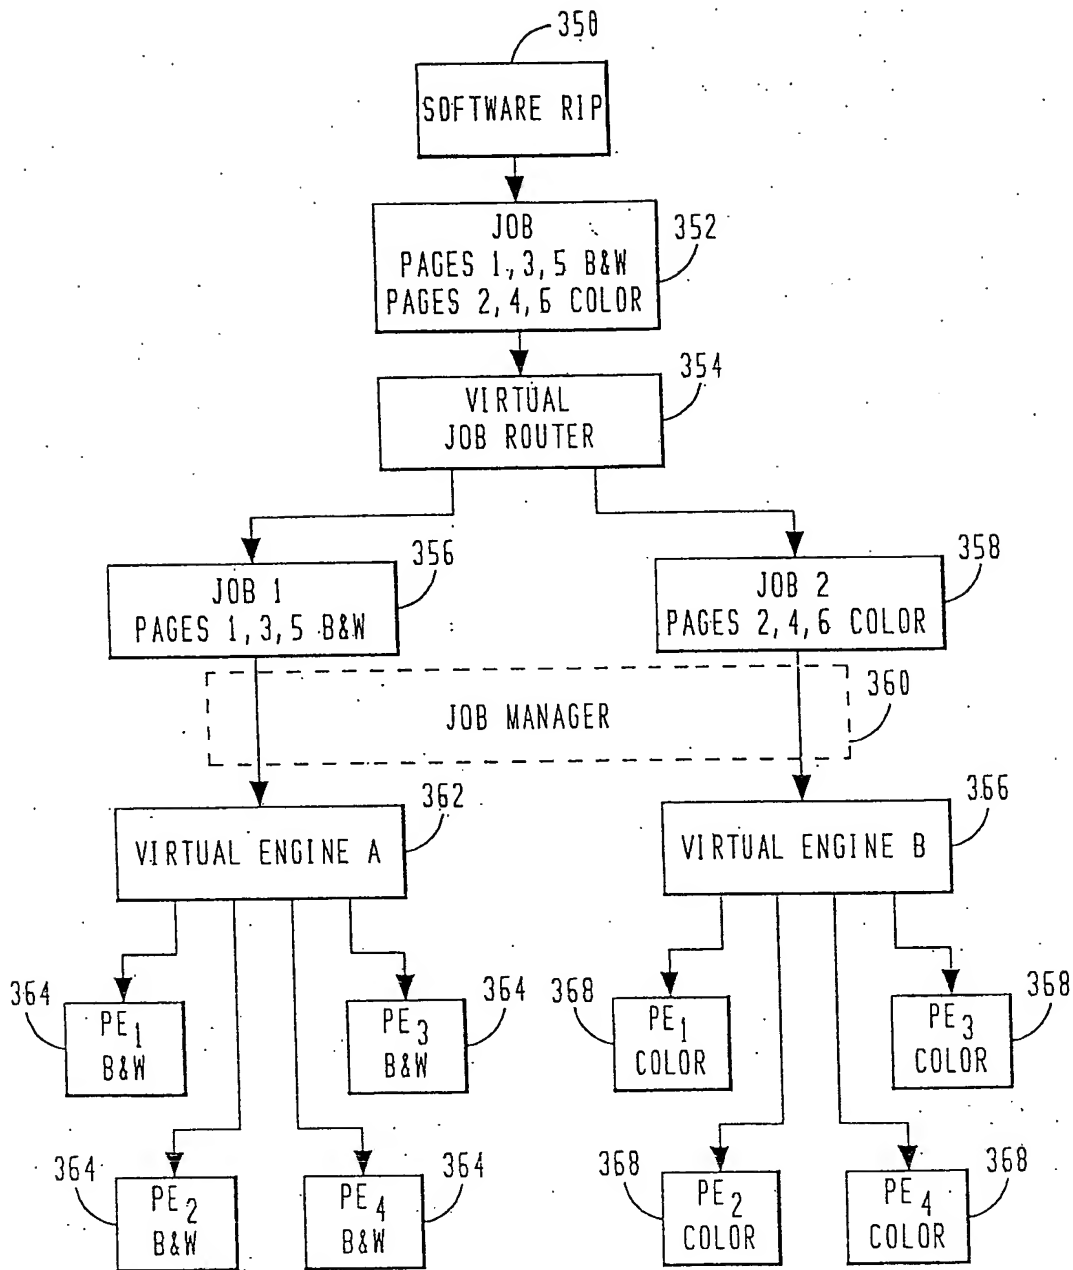 350
SOFTWARE RIP
JOB
PAGES 1,3,5 B&W
PAGES 2,4,6 COLOR
352
VIRTUAL
JOB ROUTER
354
JOB 1
PAGES 1,3,5 B&W
356
JOB 2
PAGES 2,4,6 COLOR
358
JOB MANAGER
360
VIRTUAL ENGINE A
362
VIRTUAL ENGINE B
366
364
PE1
B&W
PE3
B&W
364
368
PE1
COLOR
PE3
COLOR
368
364
PE2
B&W
PE4
B&W
364
368
PE2
COLOR
PE4
COLOR
368